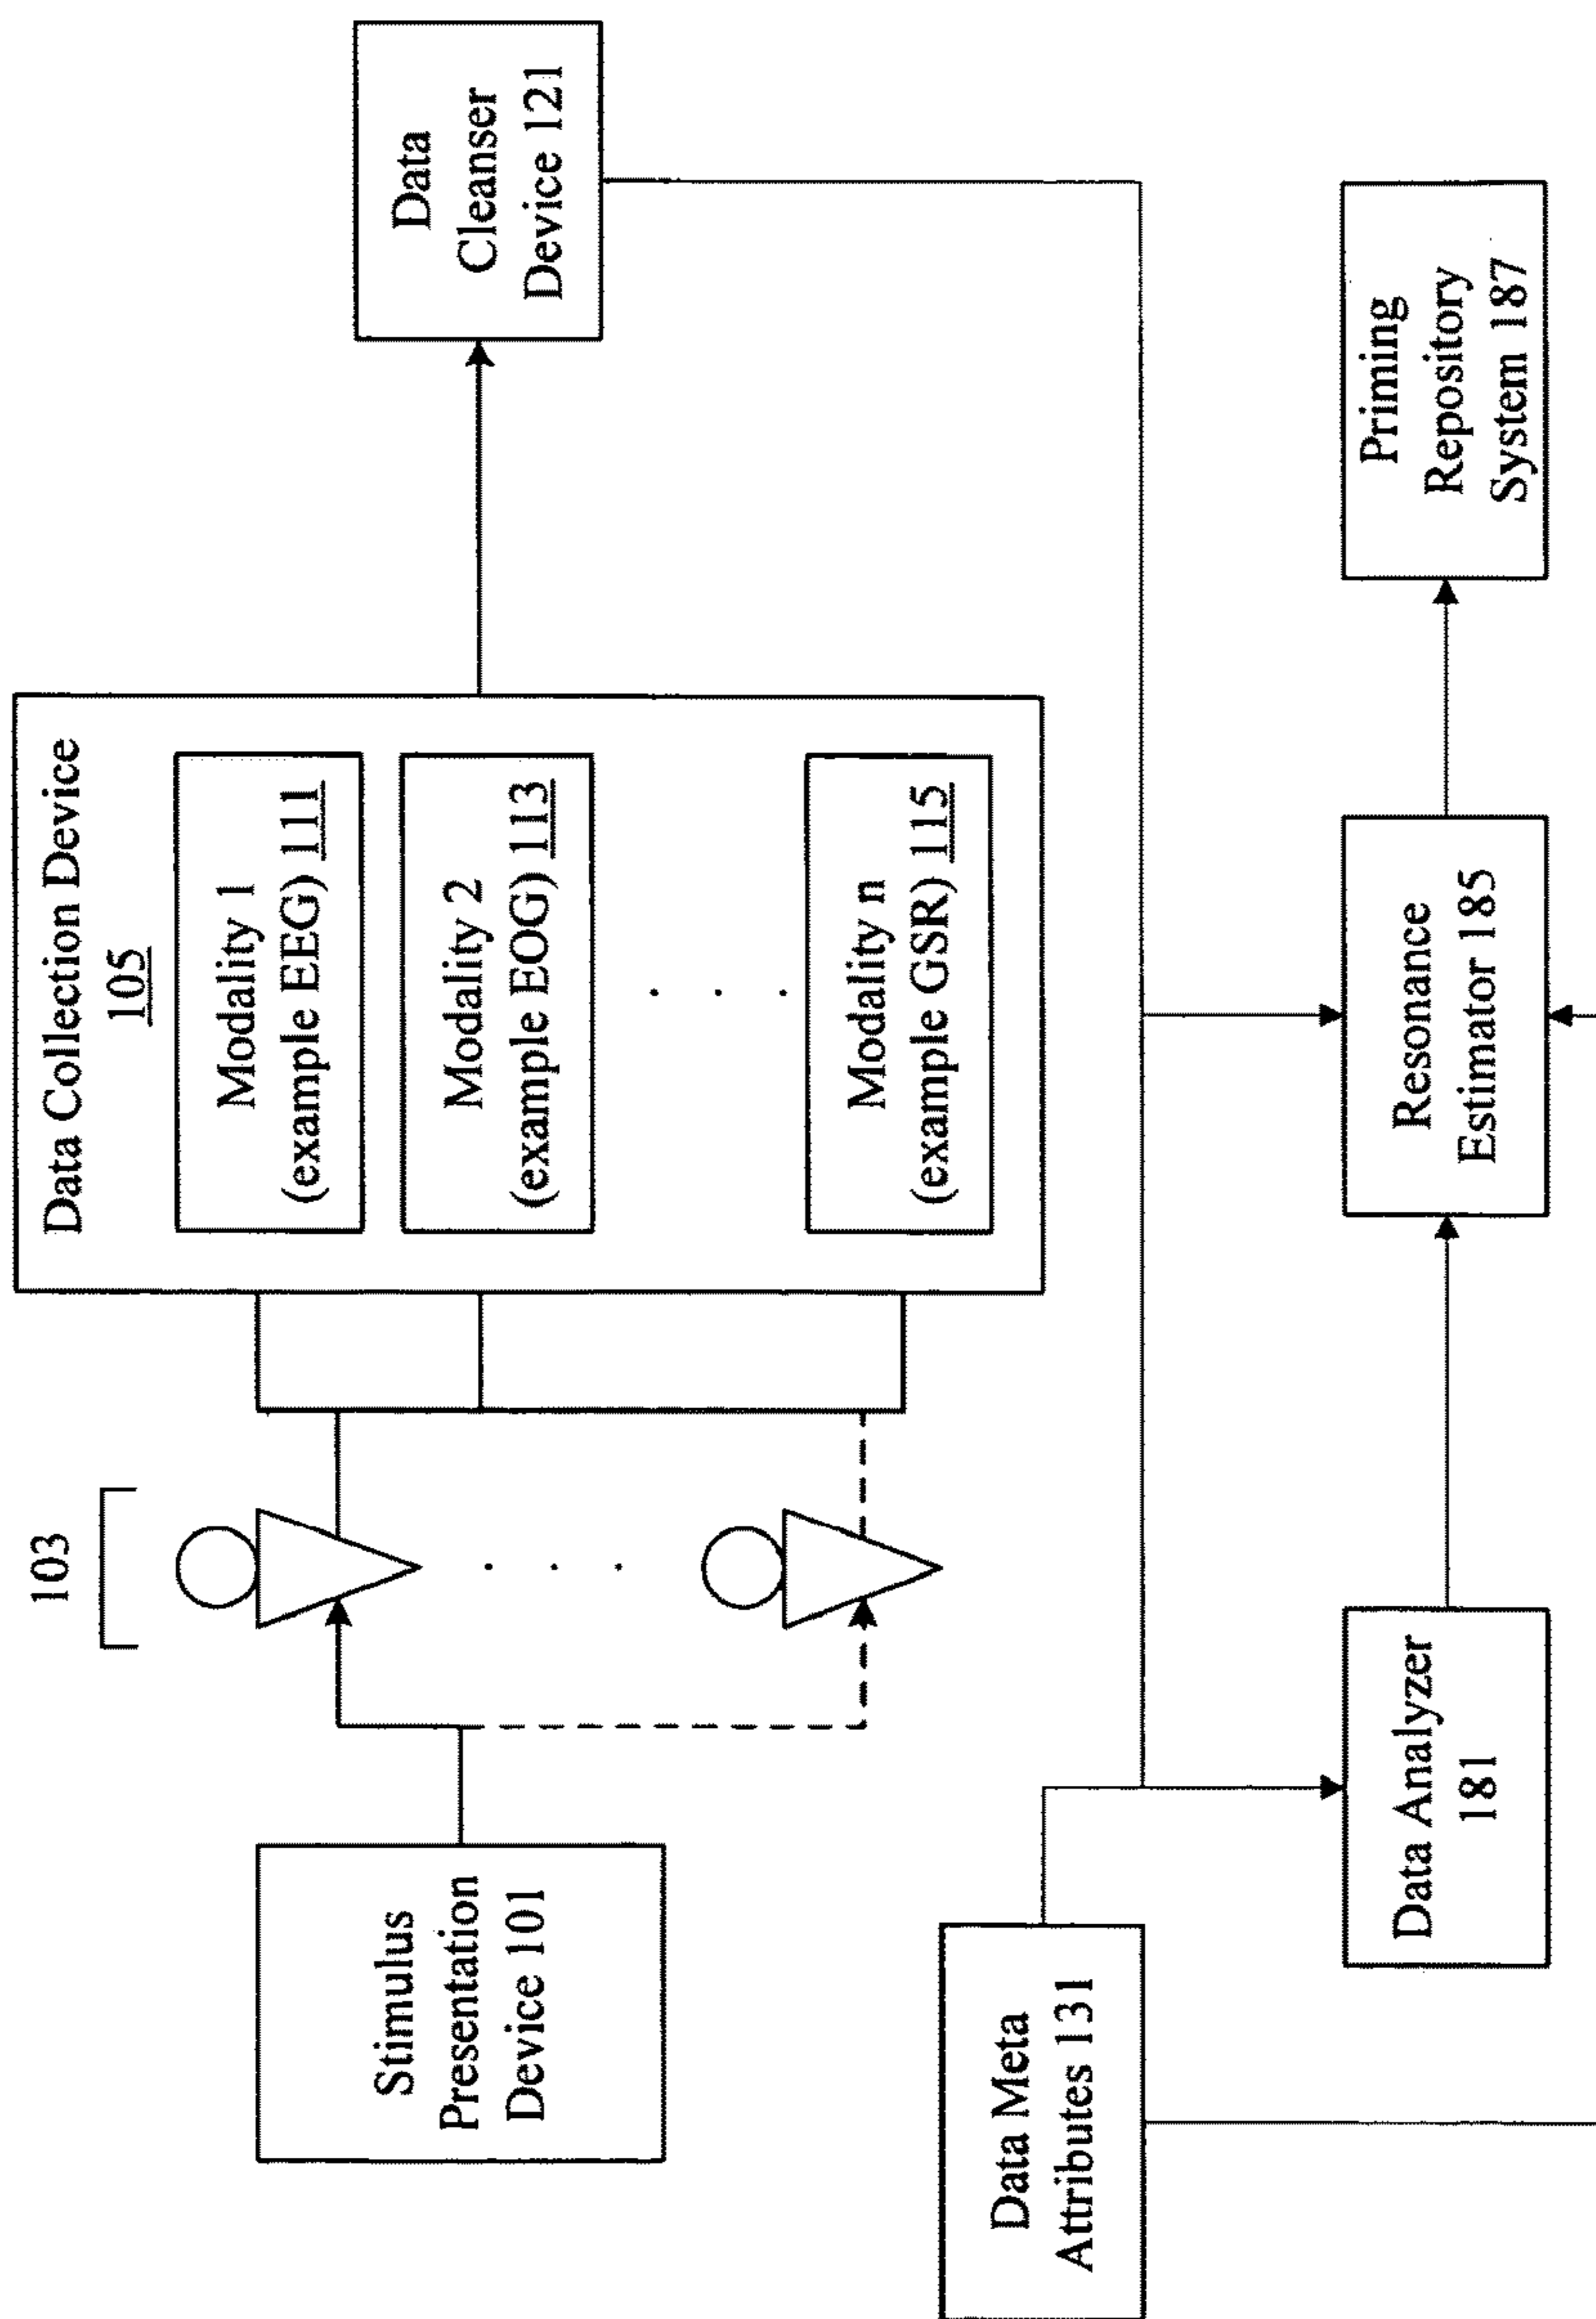 103
Stimulus
Presentation
Device 101
Data Collection Device
105
Modality 1
(example EEG) 111
Modality 2
(example EOG) 113
Modality n
(example GSR) 115
Data
Cleanser
Device 121
Data Meta
Attributes 131
Data Analyzer
181
Resonance
Estimator 185
Priming
Repository
System 187